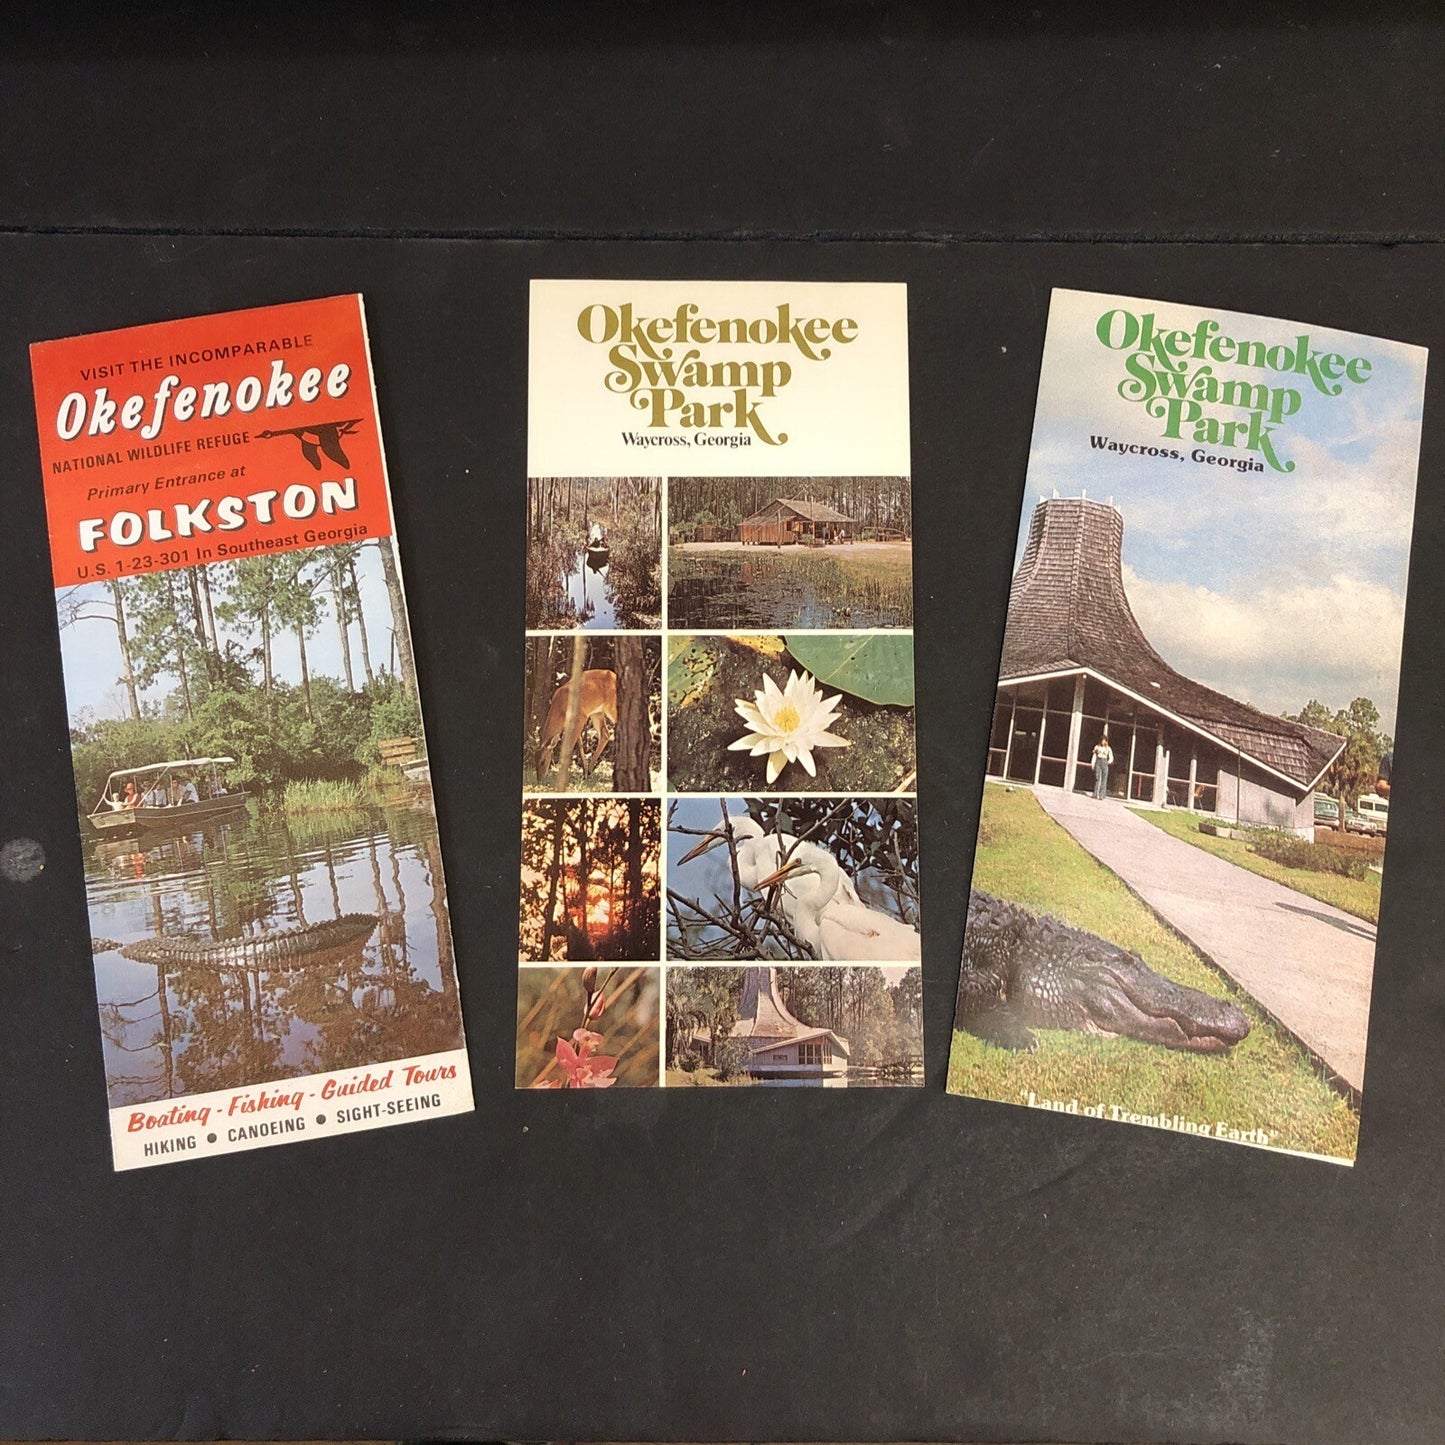 VISIT THE INCOMPARABLE
Okefenokee
NATIONAL WILDLIFE REFUGE
Primary Entrance at
FOLKSTON
U.S. 1-23-301 In Southeast Georgia
Boating - Fishing - Guided Tours
HIKING ● CANOEING ● SIGHT-SEEING
Okefenokee
Swamp
Park
Waycross, Georgia
Okefenokee
Swamp
Park
Waycross, Georgia
"Land of Trembling Earth"